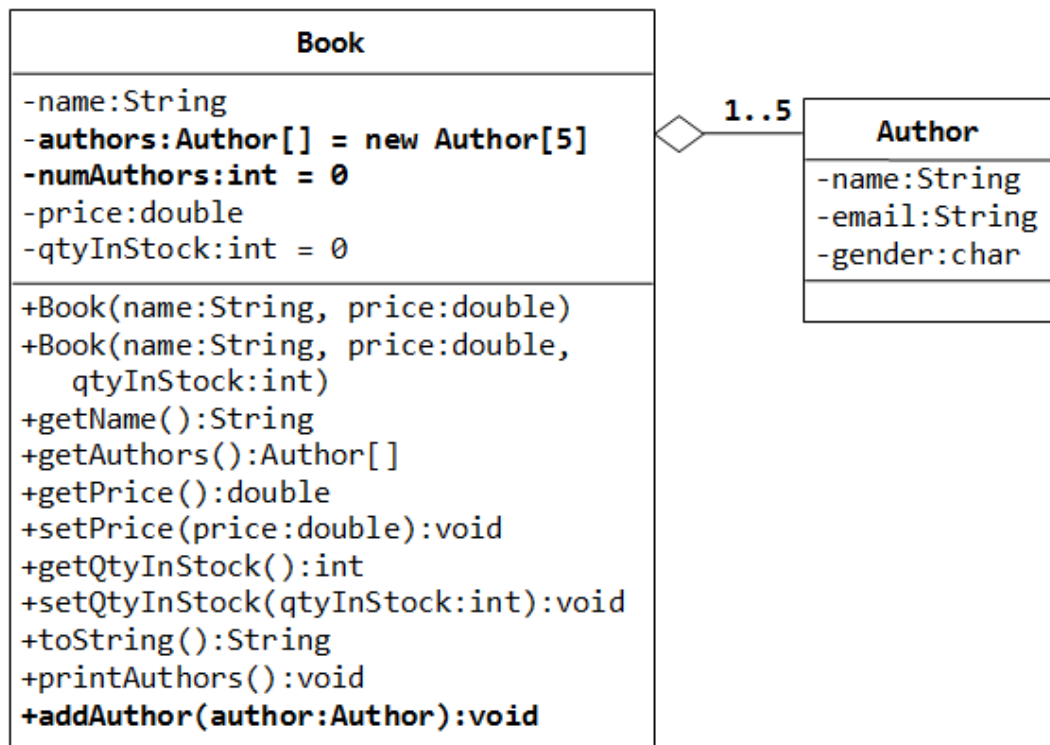 Book
-name:String
-authors:Author[] = new Author[5]
-numAuthors:int = 0
-price:double
-qtyInStock:int = 0
+Book(name:String, price:double)
+Book(name:String, price:double,
qtyInStock:int)
+getName():String
+getAuthors():Author[]
+getPrice():double
+setPrice(price:double):void
+getQtyInStock():int
+setQtyInStock(qtyInStock:int):void
+toString():String
+printAuthors():void
+addAuthor(author:Author):void
1..5
Author
-name:String
-email:String
-gender:char